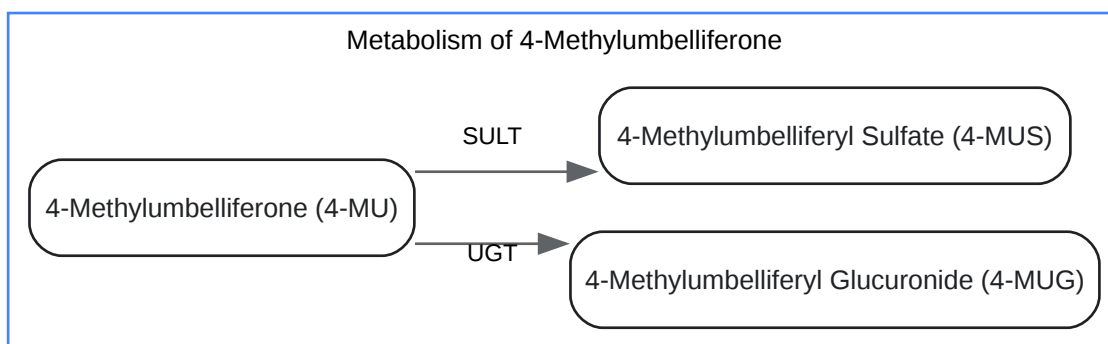 Metabolism of 4-Methylumbelliferone
SULT
4-Methylumbelliferyl Sulfate (4-MUS)
4-Methylumbelliferone (4-MU)
UGT
4-Methylumbelliferyl Glucuronide (4-MUG)